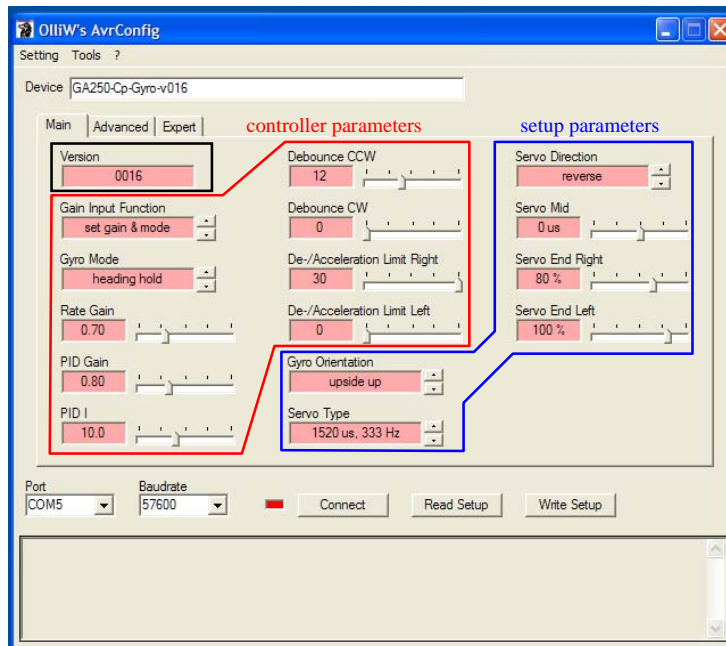 OlliW's AvrConfig
Setting Tools ?
Device GA250-Cp-Gyro-v016
Main Advanced Expert
controller parameters
setup parameters
Version
0016
Gain Input Function
set gain & mode
Gyro Mode
heading hold
Rate Gain
0.70
PID Gain
0.80
PID I
10.0
Debounce CCW
12
Debounce CW
0
De-/Acceleration Limit Right
30
De-/Acceleration Limit Left
0
Gyro Orientation
upside up
Servo Type
1520 us, 333 Hz
Servo Direction
reverse
Servo Mid
0 us
Servo End Right
80 %
Servo End Left
100 %
Port
COM5
Baudrate
57600
Connect
Read Setup
Write Setup